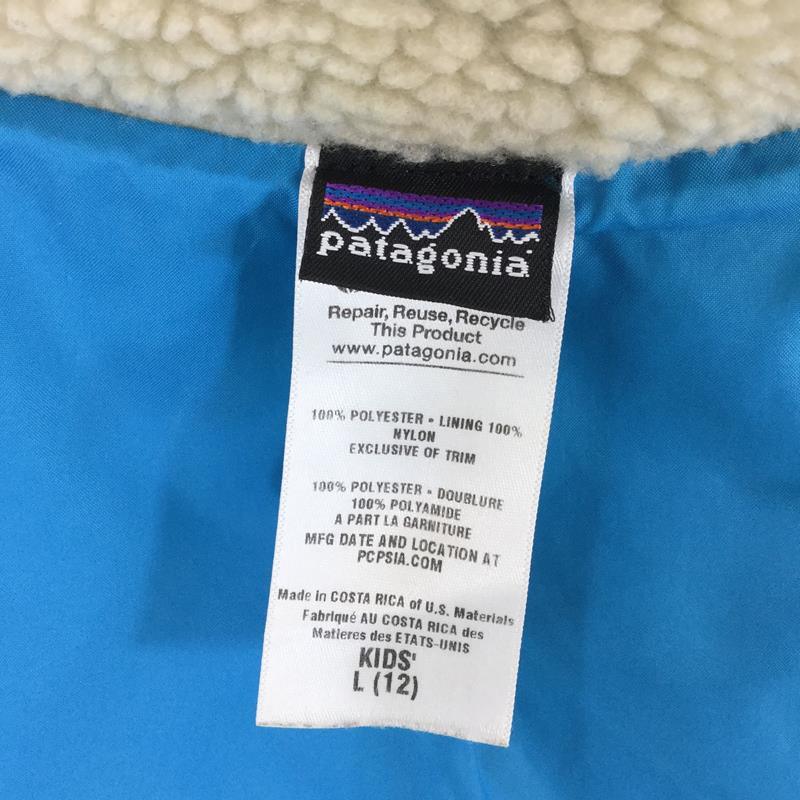 patagonia
Repair, Reuse, Recycle
This Product
www.patagonia.com
100% POLYESTER • LINING 100%
NYLON
EXCLUSIVE OF TRIM
100% POLYESTER • DOUBLURE
100% POLYAMIDE
A PART LA GARNITURE
MFG DATE AND LOCATION AT
PCPSIA.COM
Made in COSTA RICA of U.S. Materials
Fabriqué AU COSTA RICA des
Matieres des ETATS-UNIS
KIDS'
L (12)